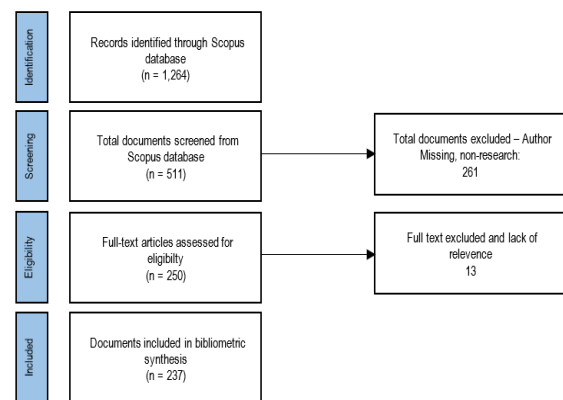 Identification
Records identified through Scopus
database
(n = 1,264)
Screening
Total documents screened from
Scopus database
(n = 511)
Total documents excluded – Author
Missing, non-research:
261
Eligibility
Full-text articles assessed for
eligibilty
(n = 250)
Full text excluded and lack of
relevence
13
Included
Documents included in bibliometric
synthesis
(n = 237)